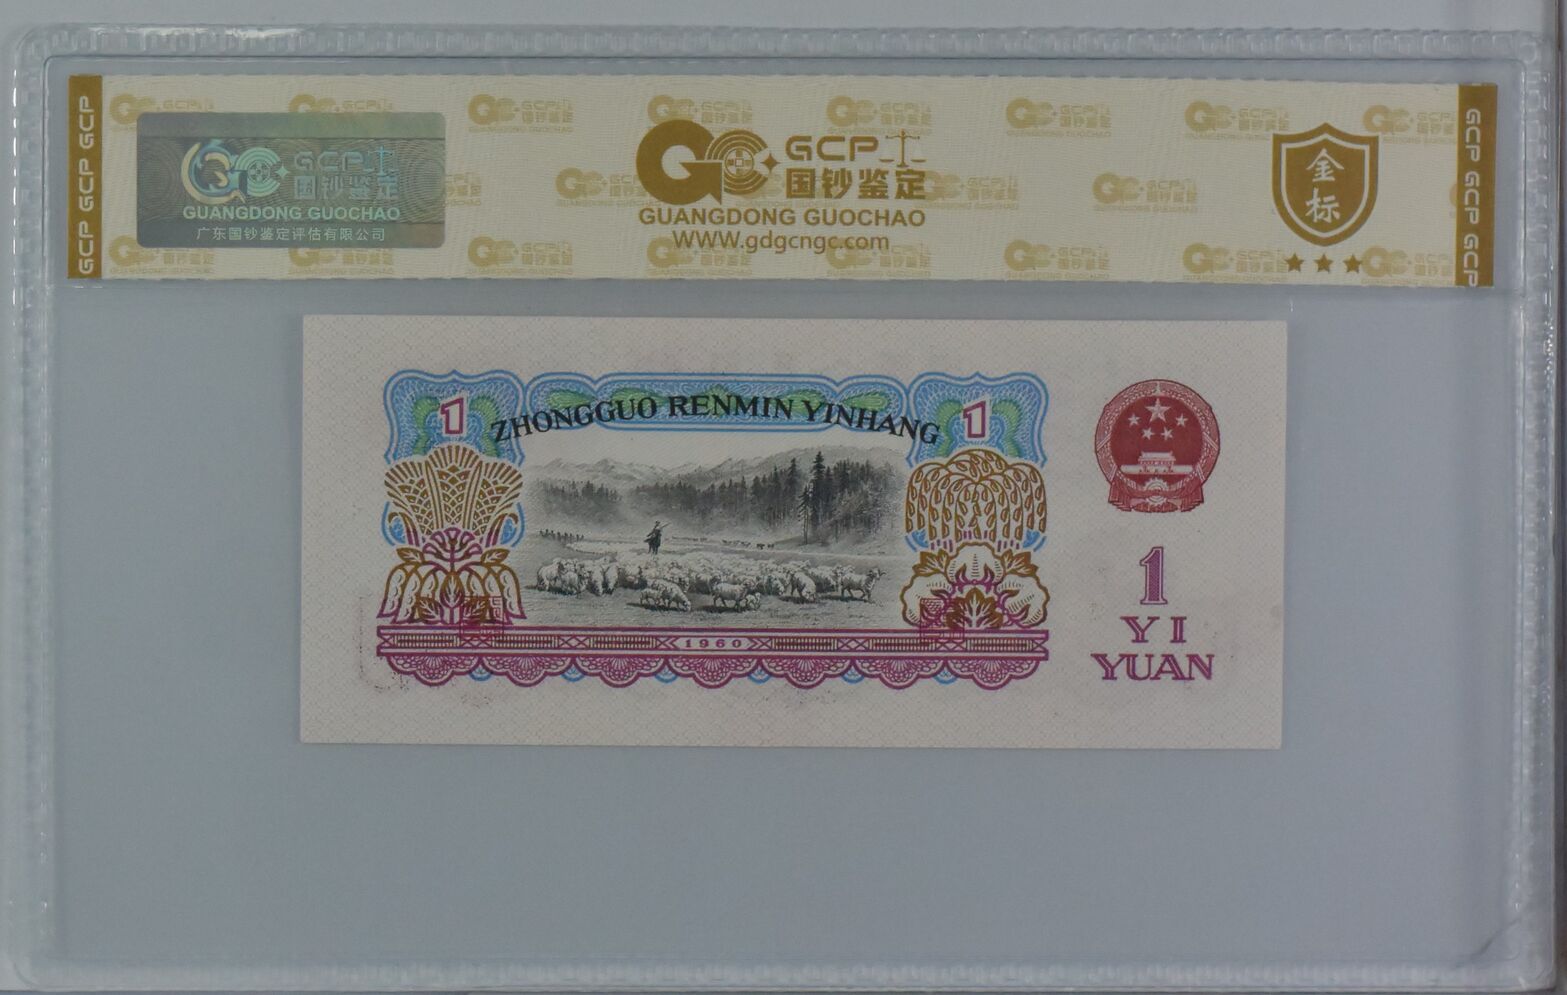 GCP GCP GCP
GCP
国钞鉴定
GUANGDONG GUOCHAO
广东国钞鉴定评估有限公司
GCP
国钞鉴定
GUANGDONG GUOCHAO
WWW.gdgcngc.com
金标
GCP GCP GCP
1
ZHONGGUO RENMIN YINHANG
1
1960
1
YI
YUAN